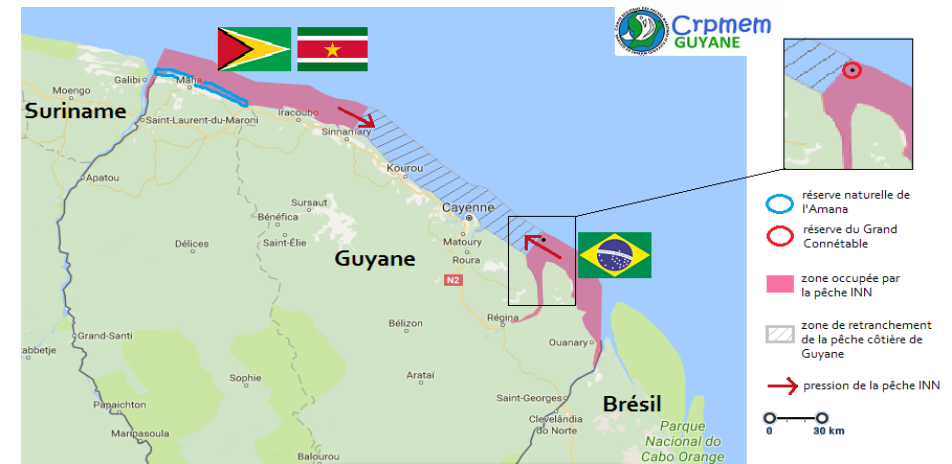 Crpmem
GUYANE
Galibi
Mana
Moengo
Suriname
Saint-Laurent-du-Maroni
Iracoubo
Sinnamary
Kourou
Apatou
Cayenne
Sursaut
Bénéfica
Délices
Saint-Élie
Matoury
Roura
Guyane
N2
Régina
Bélizon
Ouanary
Grand-Santi
Sophie
Arataï
Saint-Georges
Brésil
Papaichton
Clevelândia
do Norte
Maripasoula
Parque
Nacional do
Cabo Orange
Balourou
réserve naturelle de
l'Amana
réserve du Grand
Connétable
zone occupée par
la pêche INN
zone de retranchement
de la pêche côtière de
Guyane
pression de la pêche INN
0 30 km